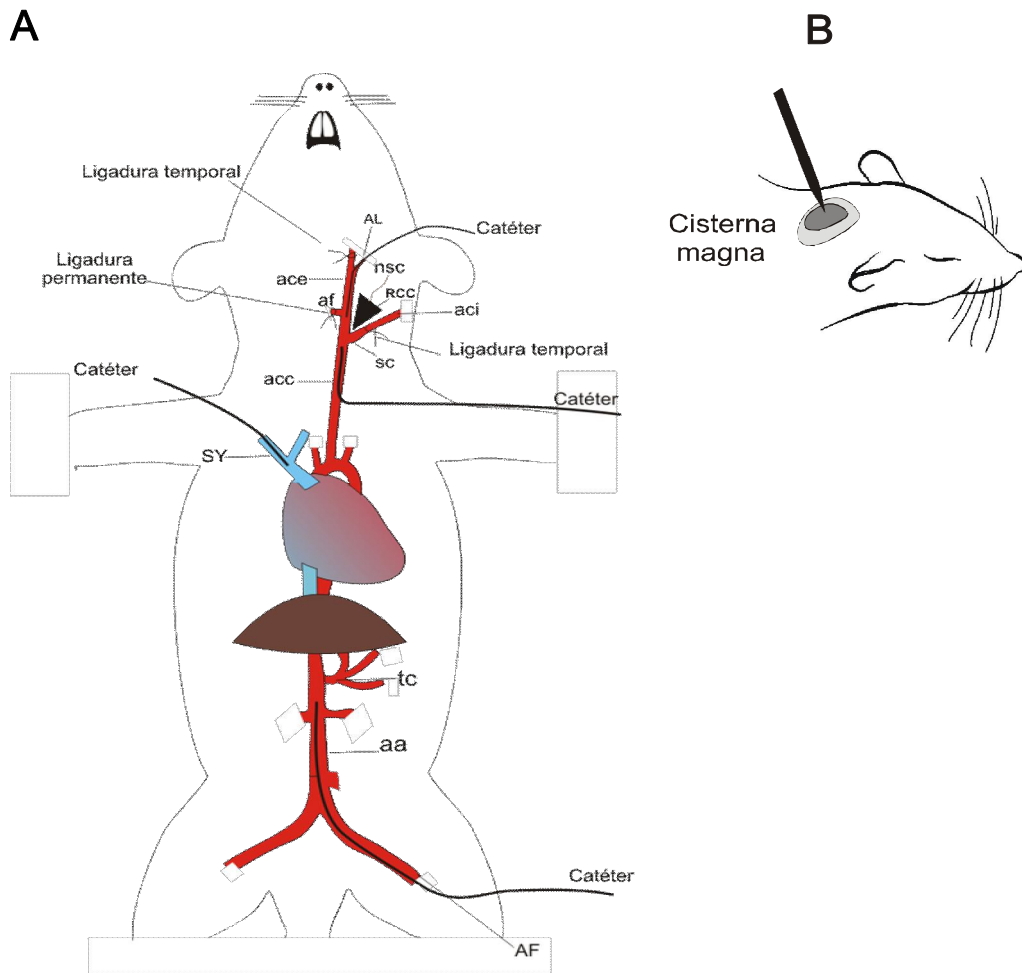 A
B
Ligadura temporal
AL
Catéter
Ligadura
permanente
ace
nsc
af
RCC
aci
Ligadura temporal
sc
acc
Catéter
Catéter
SY
tc
aa
Catéter
AF
Cisterna
magna